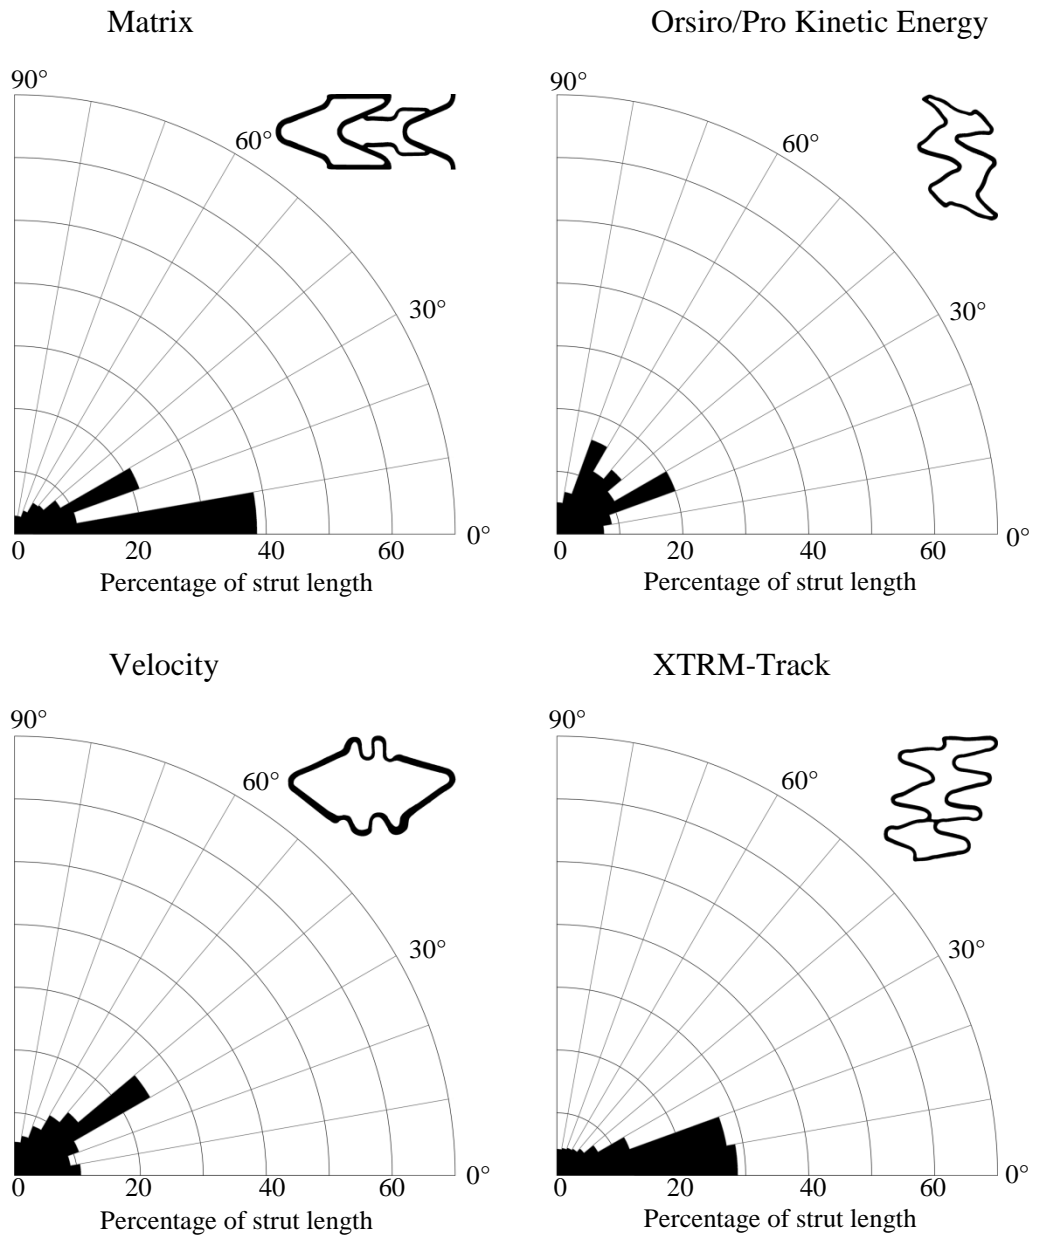 Matrix
Orsiro/Pro Kinetic Energy
90°
60°
30°
0°
0 20 40 60
Percentage of strut length
90°
60°
30°
0°
0 20 40 60
Percentage of strut length
Velocity
XTRM-Track
90°
60°
30°
0°
0 20 40 60
Percentage of strut length
90°
60°
30°
0°
0 20 40 60
Percentage of strut length